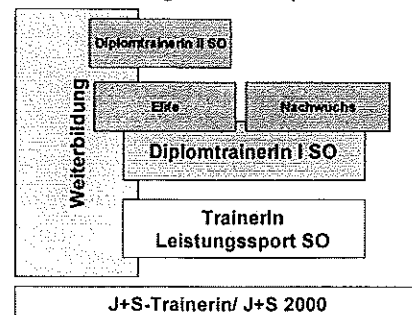 DiplomtrainerIn II SO
Elite
Nachwuchs
Weiterbildung
DiplomtrainerIn I SO
TrainerIn
Leistungssport SO
J+S-Trainerin/ J+S 2000